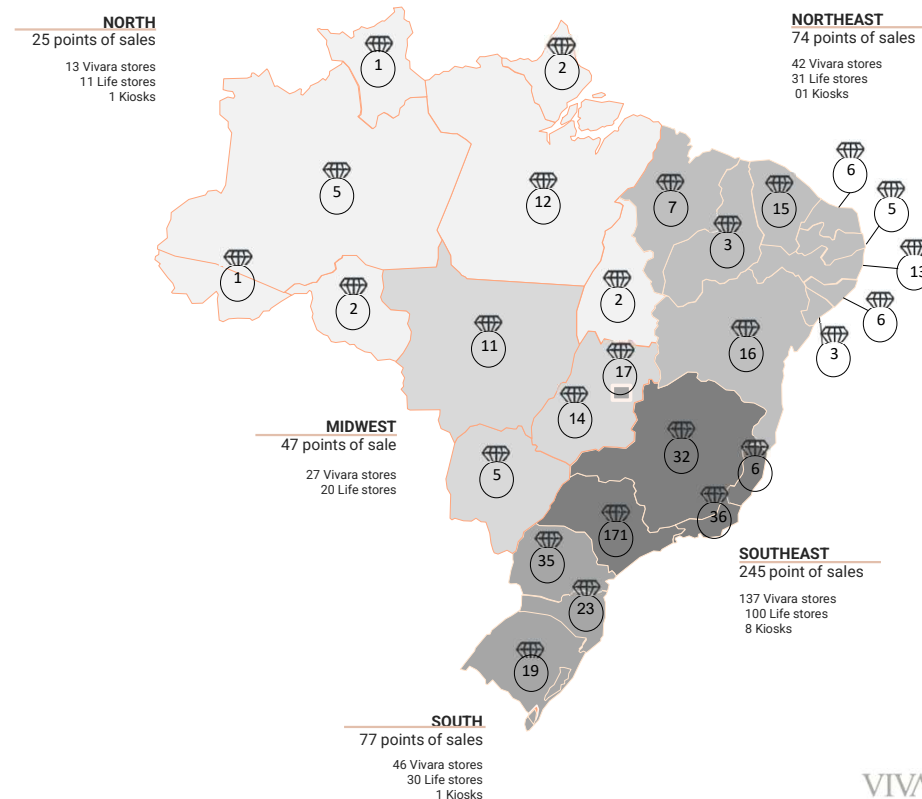 NORTH
25 points of sales
13 Vivara stores
11 Life stores
1 Kiosks
NORTHEAST
74 points of sales
42 Vivara stores
31 Life stores
01 Kiosks
1
2
5
12
7
3
15
6
5
13
6
3
1
2
2
11
16
17
14
MIDWEST
47 points of sale
27 Vivara stores
20 Life stores
5
32
6
36
171
SOUTHEAST
245 point of sales
137 Vivara stores
100 Life stores
8 Kiosks
35
23
19
SOUTH
77 points of sales
46 Vivara stores
30 Life stores
1 Kiosks